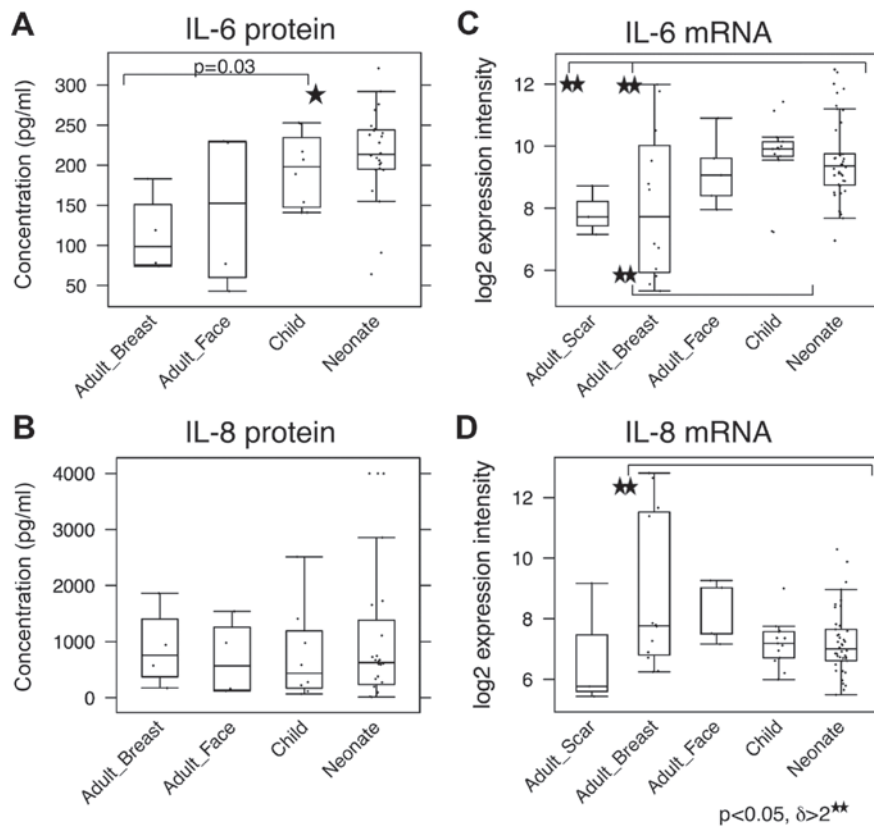 A
IL-6 protein
Concentration (pg/ml)
300
250
200
150
100
50
p=0.03
★
Adult_Breast
Adult_Face
Child
Neonate
C
IL-6 mRNA
log2 expression intensity
12
10
8
6
★★
★★
★★
Adult_Scar
Adult_Breast
Adult_Face
Child
Neonate
B
IL-8 protein
Concentration (pg/ml)
4000
3000
2000
1000
0
Adult_Breast
Adult_Face
Child
Neonate
D
IL-8 mRNA
log2 expression intensity
12
10
8
6
★★
Adult_Scar
Adult_Breast
Adult_Face
Child
Neonate
p<0.05, δ>2★★